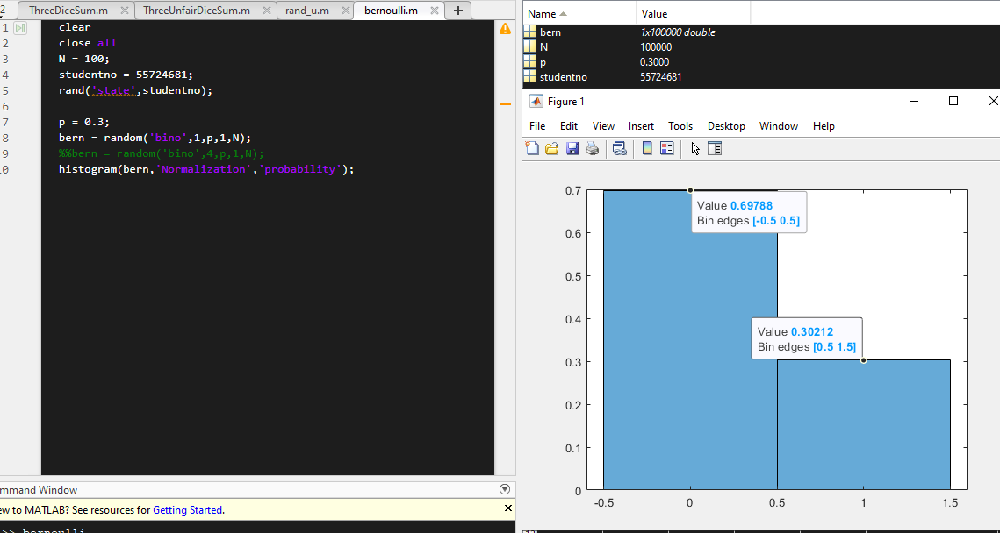 2 ThreeDiceSum.m × ThreeUnfairDiceSum.m × rand_u.m × bernoulli.m × +
1 clear
2 close all
3 N = 100;
4 studentno = 55724681;
5 rand('state',studentno);
6
7 p = 0.3;
8 bern = random('bino',1,p,1,N);
9 %%bern = random('bino',4,p,1,N);
0 histogram(bern,'Normalization','probability');
mmand Window
ew to MATLAB? See resources for Getting Started.
>> bernoulli
Name Value
bern 1x100000 double
N 100000
p 0.3000
studentno 55724681
Figure 1
File Edit View Insert Tools Desktop Window Help
0.7
0.6
0.5
0.4
0.3
0.2
0.1
0
Value 0.69788
Bin edges [-0.5 0.5]
Value 0.30212
Bin edges [0.5 1.5]
-0.5 0 0.5 1 1.5